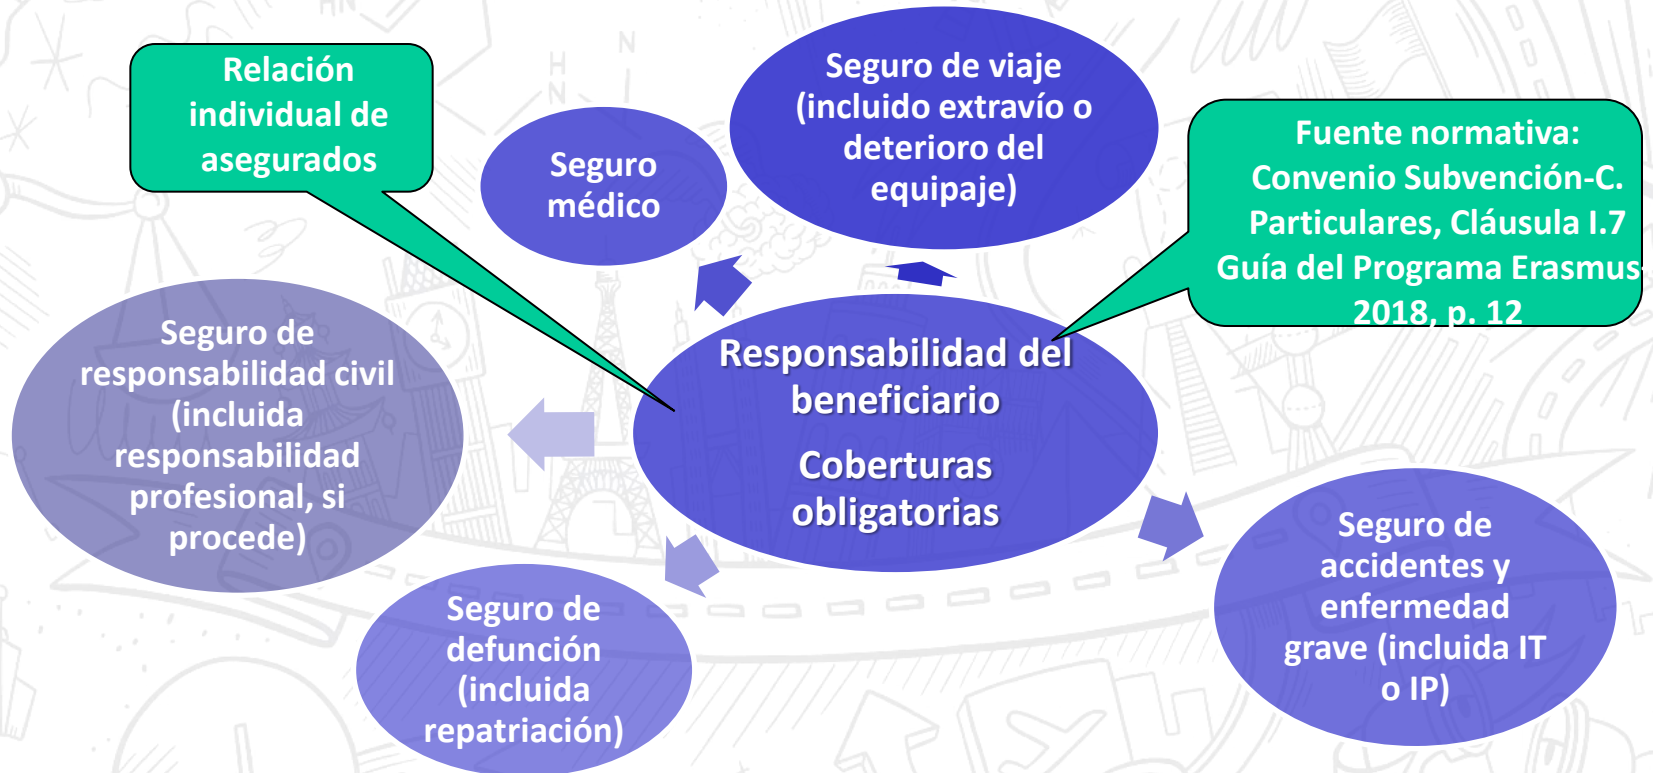 Relación
individual de
asegurados
Seguro
médico
Seguro de viaje
(incluido extravío o
deterioro del
equipaje)
Fuente normativa:
Convenio Subvención-C.
Particulares, Cláusula I.7
Guía del Programa Erasmus+
2018, p. 12
Seguro de
responsabilidad civil
(incluida
responsabilidad
profesional, si
procede)
Responsabilidad del
beneficiario
Coberturas
obligatorias
Seguro de
defunción
(incluida
repatriación)
Seguro de
accidentes y
enfermedad
grave (incluida IT
o IP)
HN
N
H
N
N